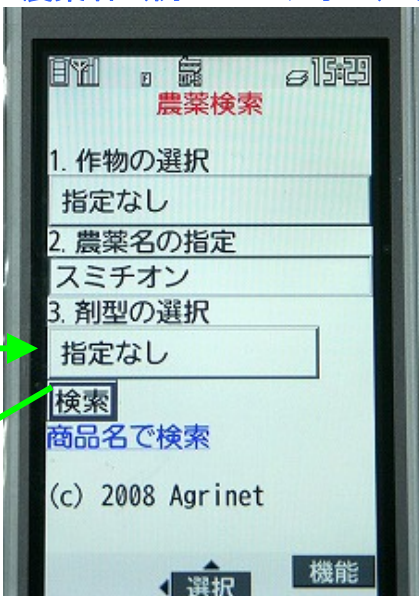 15:29
農薬検索
1. 作物の選択
指定なし
2. 農薬名の指定
スミチオン
3. 剤型の選択
指定なし
検索
商品名で検索
(c) 2008 Agrinet
選択
機能